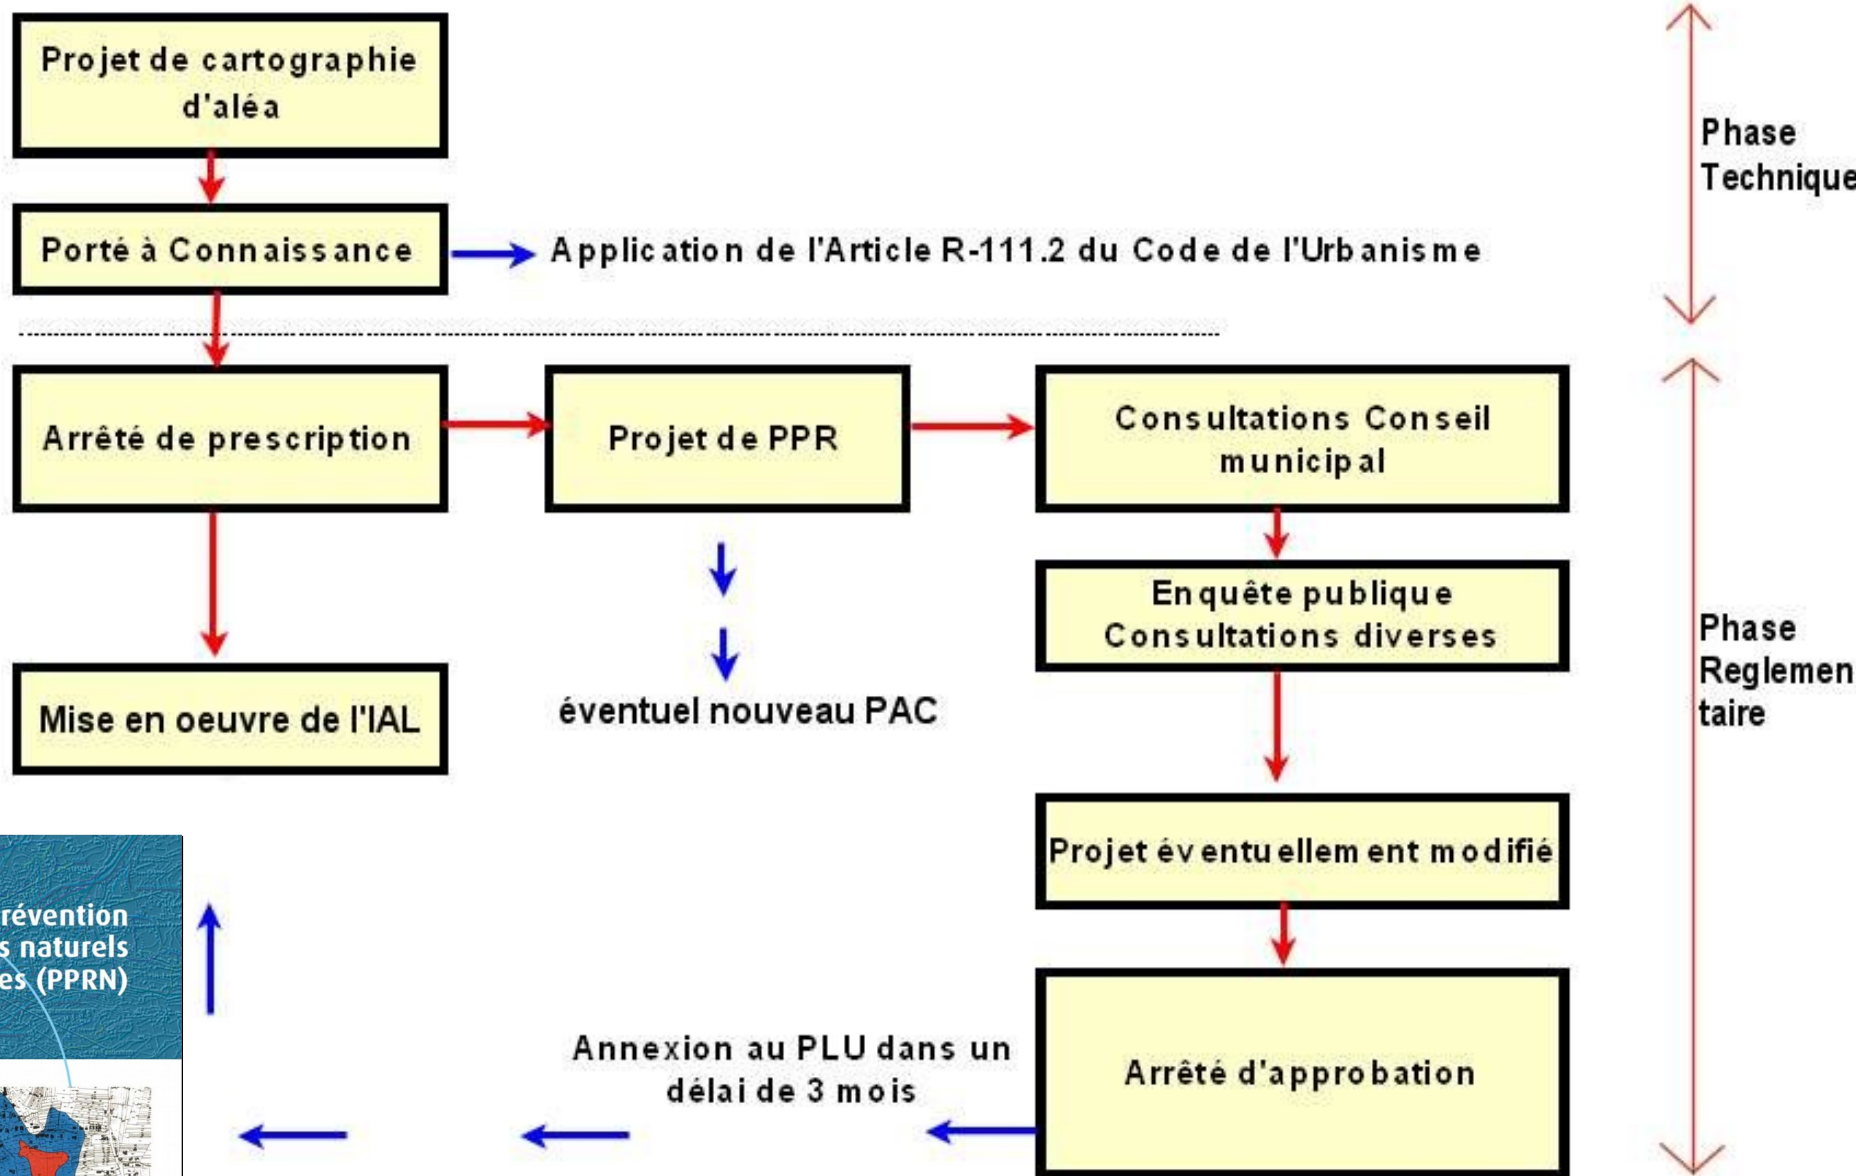 Projet de cartographie
d'aléa
Porté à Connaissance
Application de l'Article R-111.2 du Code de l'Urbanisme
Phase
Technique
Arrêté de prescription
Projet de PPR
Consultations Conseil
municipal
Enquête publique
Consultations diverses
Mise en oeuvre de l'IAL
éventuel nouveau PAC
Phase
Reglemen
taire
Projet éventuellement modifié
révention
s naturels
es (PPRN)
Annexion au PLU dans un
délai de 3 mois
Arrêté d'approbation